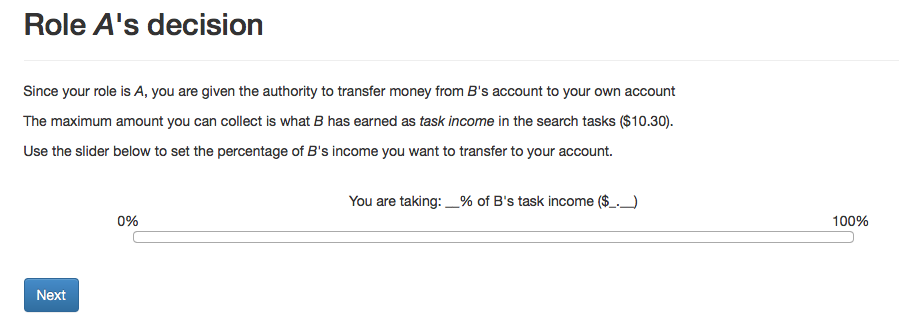 Role A's decision
Since your role is A, you are given the authority to transfer money from B's account to your own account
The maximum amount you can collect is what B has earned as task income in the search tasks ($10.30).
Use the slider below to set the percentage of B's income you want to transfer to your account.
You are taking: __% of B's task income ($_.__)
0% 100%
Next